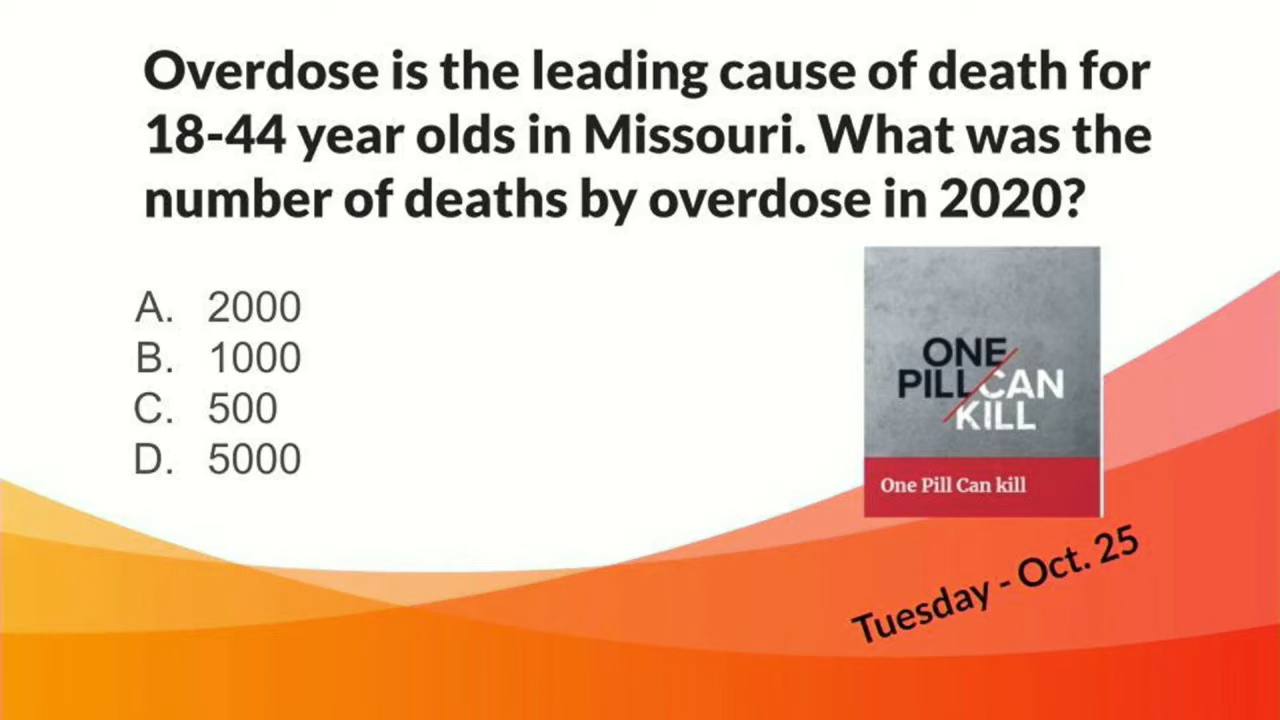 Overdose is the leading cause of death for
18-44 year olds in Missouri. What was the
number of deaths by overdose in 2020?
A. 2000
B. 1000
C. 500
D. 5000
ONE
PILL CAN
KILL
One Pill Can kill
Tuesday - Oct. 25